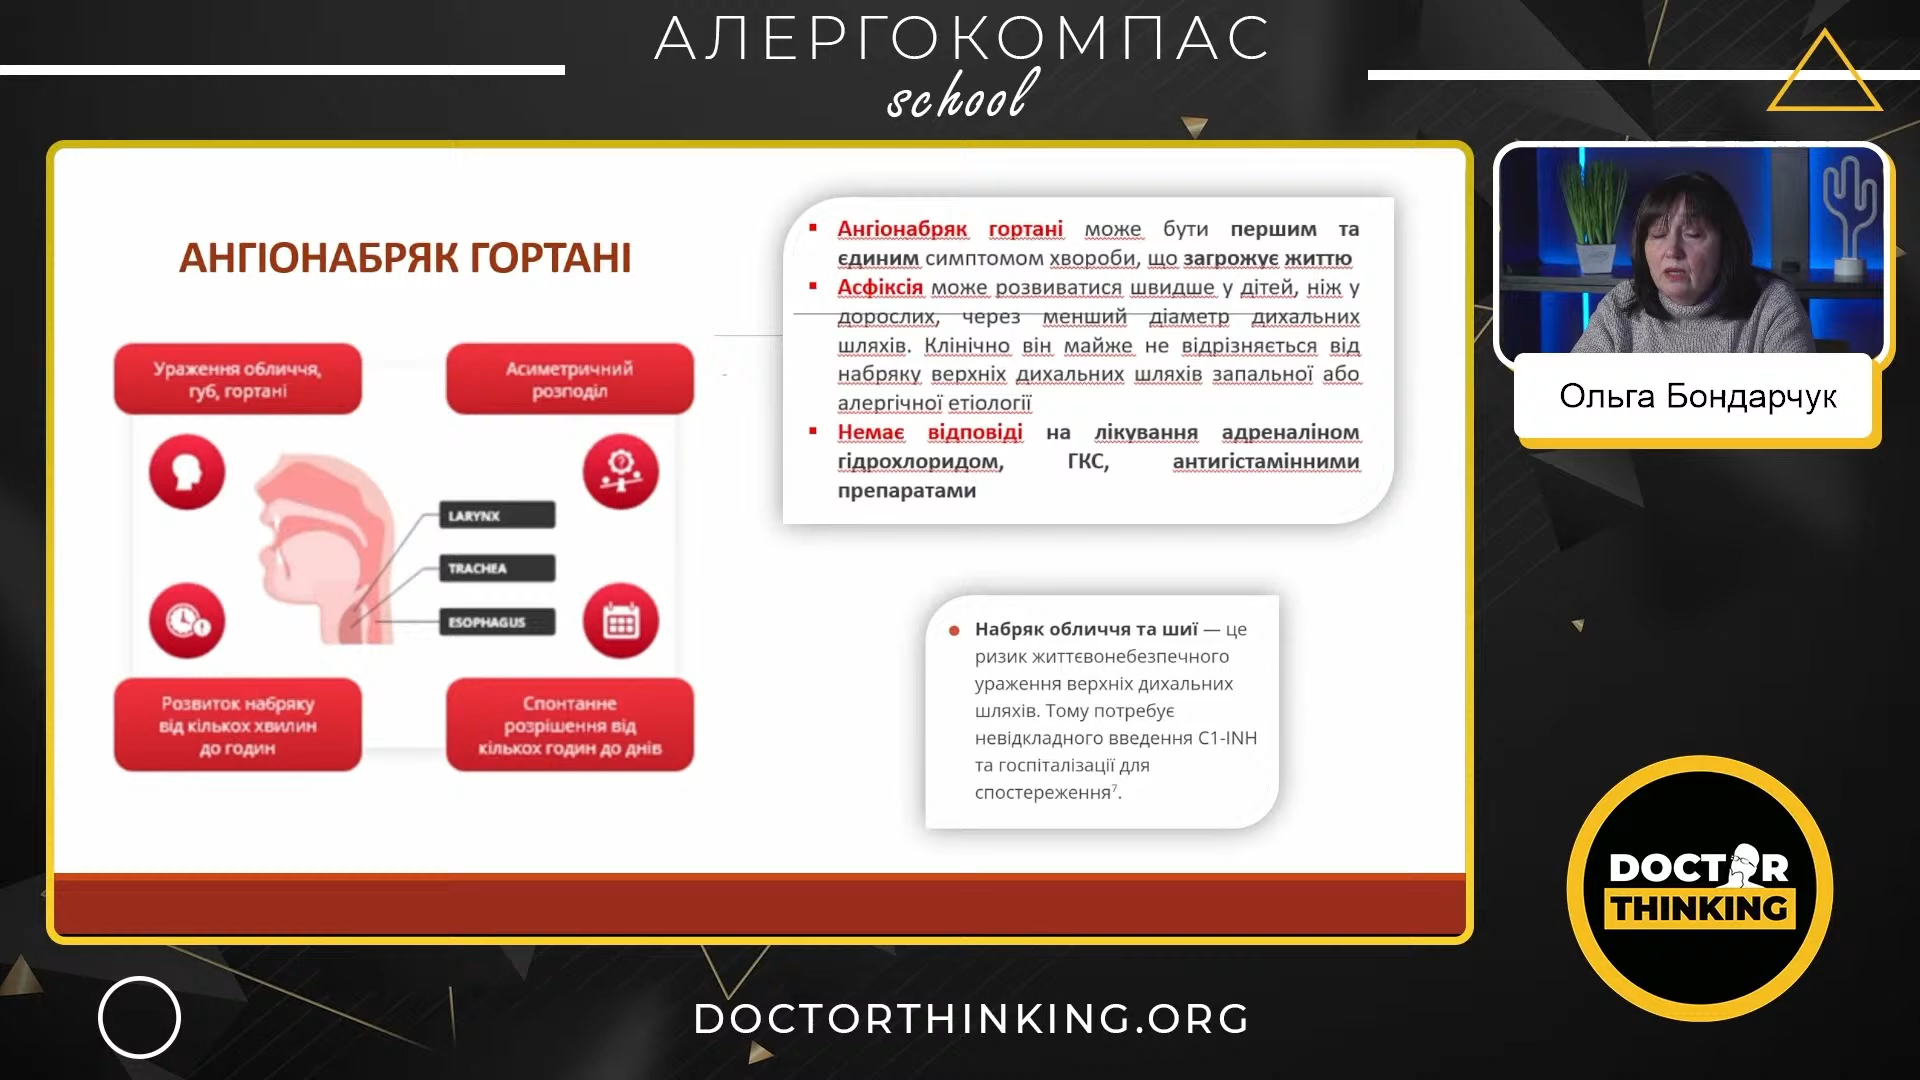 АЛЕРГОКОМПАС
school
АНГІОНАБРЯК ГОРТАНІ
Ураження обличчя,
губ, гортані
Асиметричний
розподіл
LARYNX
TRACHEA
ESOPHAGUS
Розвиток набряку
від кількох хвилин
до годин
Спонтанне
розрішення від
кількох годин до днів
▪ Ангіонабряк гортані може бути першим та
єдиним симптомом хвороби, що загрожує життю
▪ Асфіксія може розвиватися швидше у дітей, ніж у
дорослих, через менший діаметр дихальних
шляхів. Клінічно він майже не відрізняється від
набряку верхніх дихальних шляхів запальної або
алергічної етіології
▪ Немає відповіді на лікування адреналіном
гідрохлоридом, ГКС, антигістамінними
препаратами
• Набряк обличчя та шиї — це
ризик життєвонебезпечного
ураження верхніх дихальних
шляхів. Тому потребує
невідкладного введення C1-INH
та госпіталізації для
спостереження⁷.
Ольга Бондарчук
DOCTOR
THINKING
DOCTORTHINKING.ORG